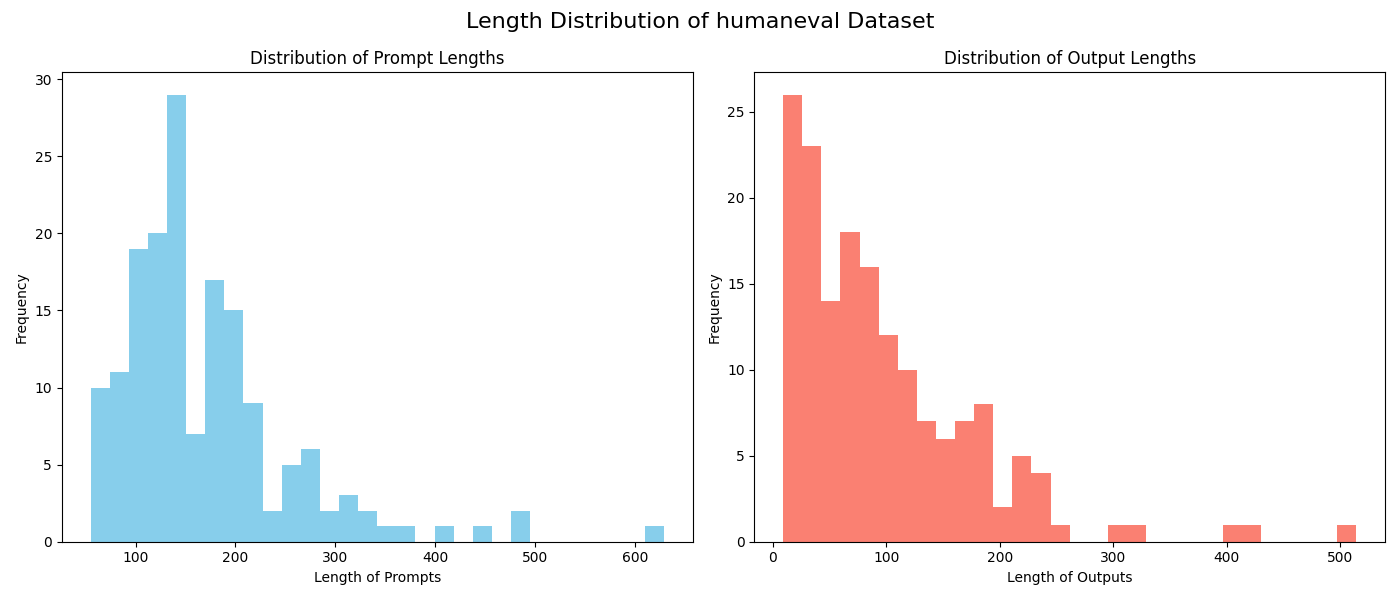 Length Distribution of humaneval Dataset
Distribution of Prompt Lengths
30
25
20
15
10
5
0
Frequency
100 200 300 400 500 600
Length of Prompts
Distribution of Output Lengths
25
20
15
10
5
0
Frequency
0 100 200 300 400 500
Length of Outputs